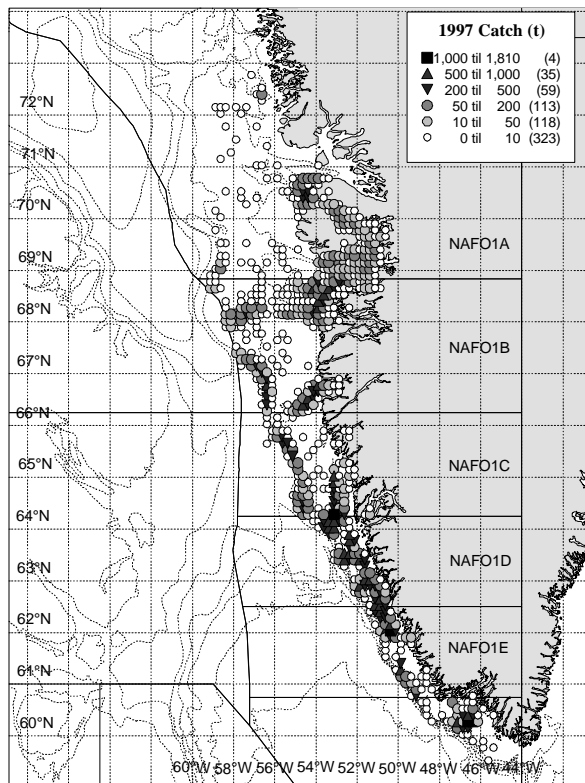 1997 Catch (t)
1,000 til 1,810 (4)
500 til 1,000 (35)
200 til 500 (59)
50 til 200 (113)
10 til 50 (118)
0 til 10 (323)
72°N
71°N
70°N
69°N
68°N
67°N
66°N
65°N
64°N
63°N
62°N
61°N
60°N
NAFO1A
NAFO1B
NAFO1C
NAFO1D
NAFO1E
60°W 58°W 56°W 54°W 52°W 50°W 48°W 46°W 44°W